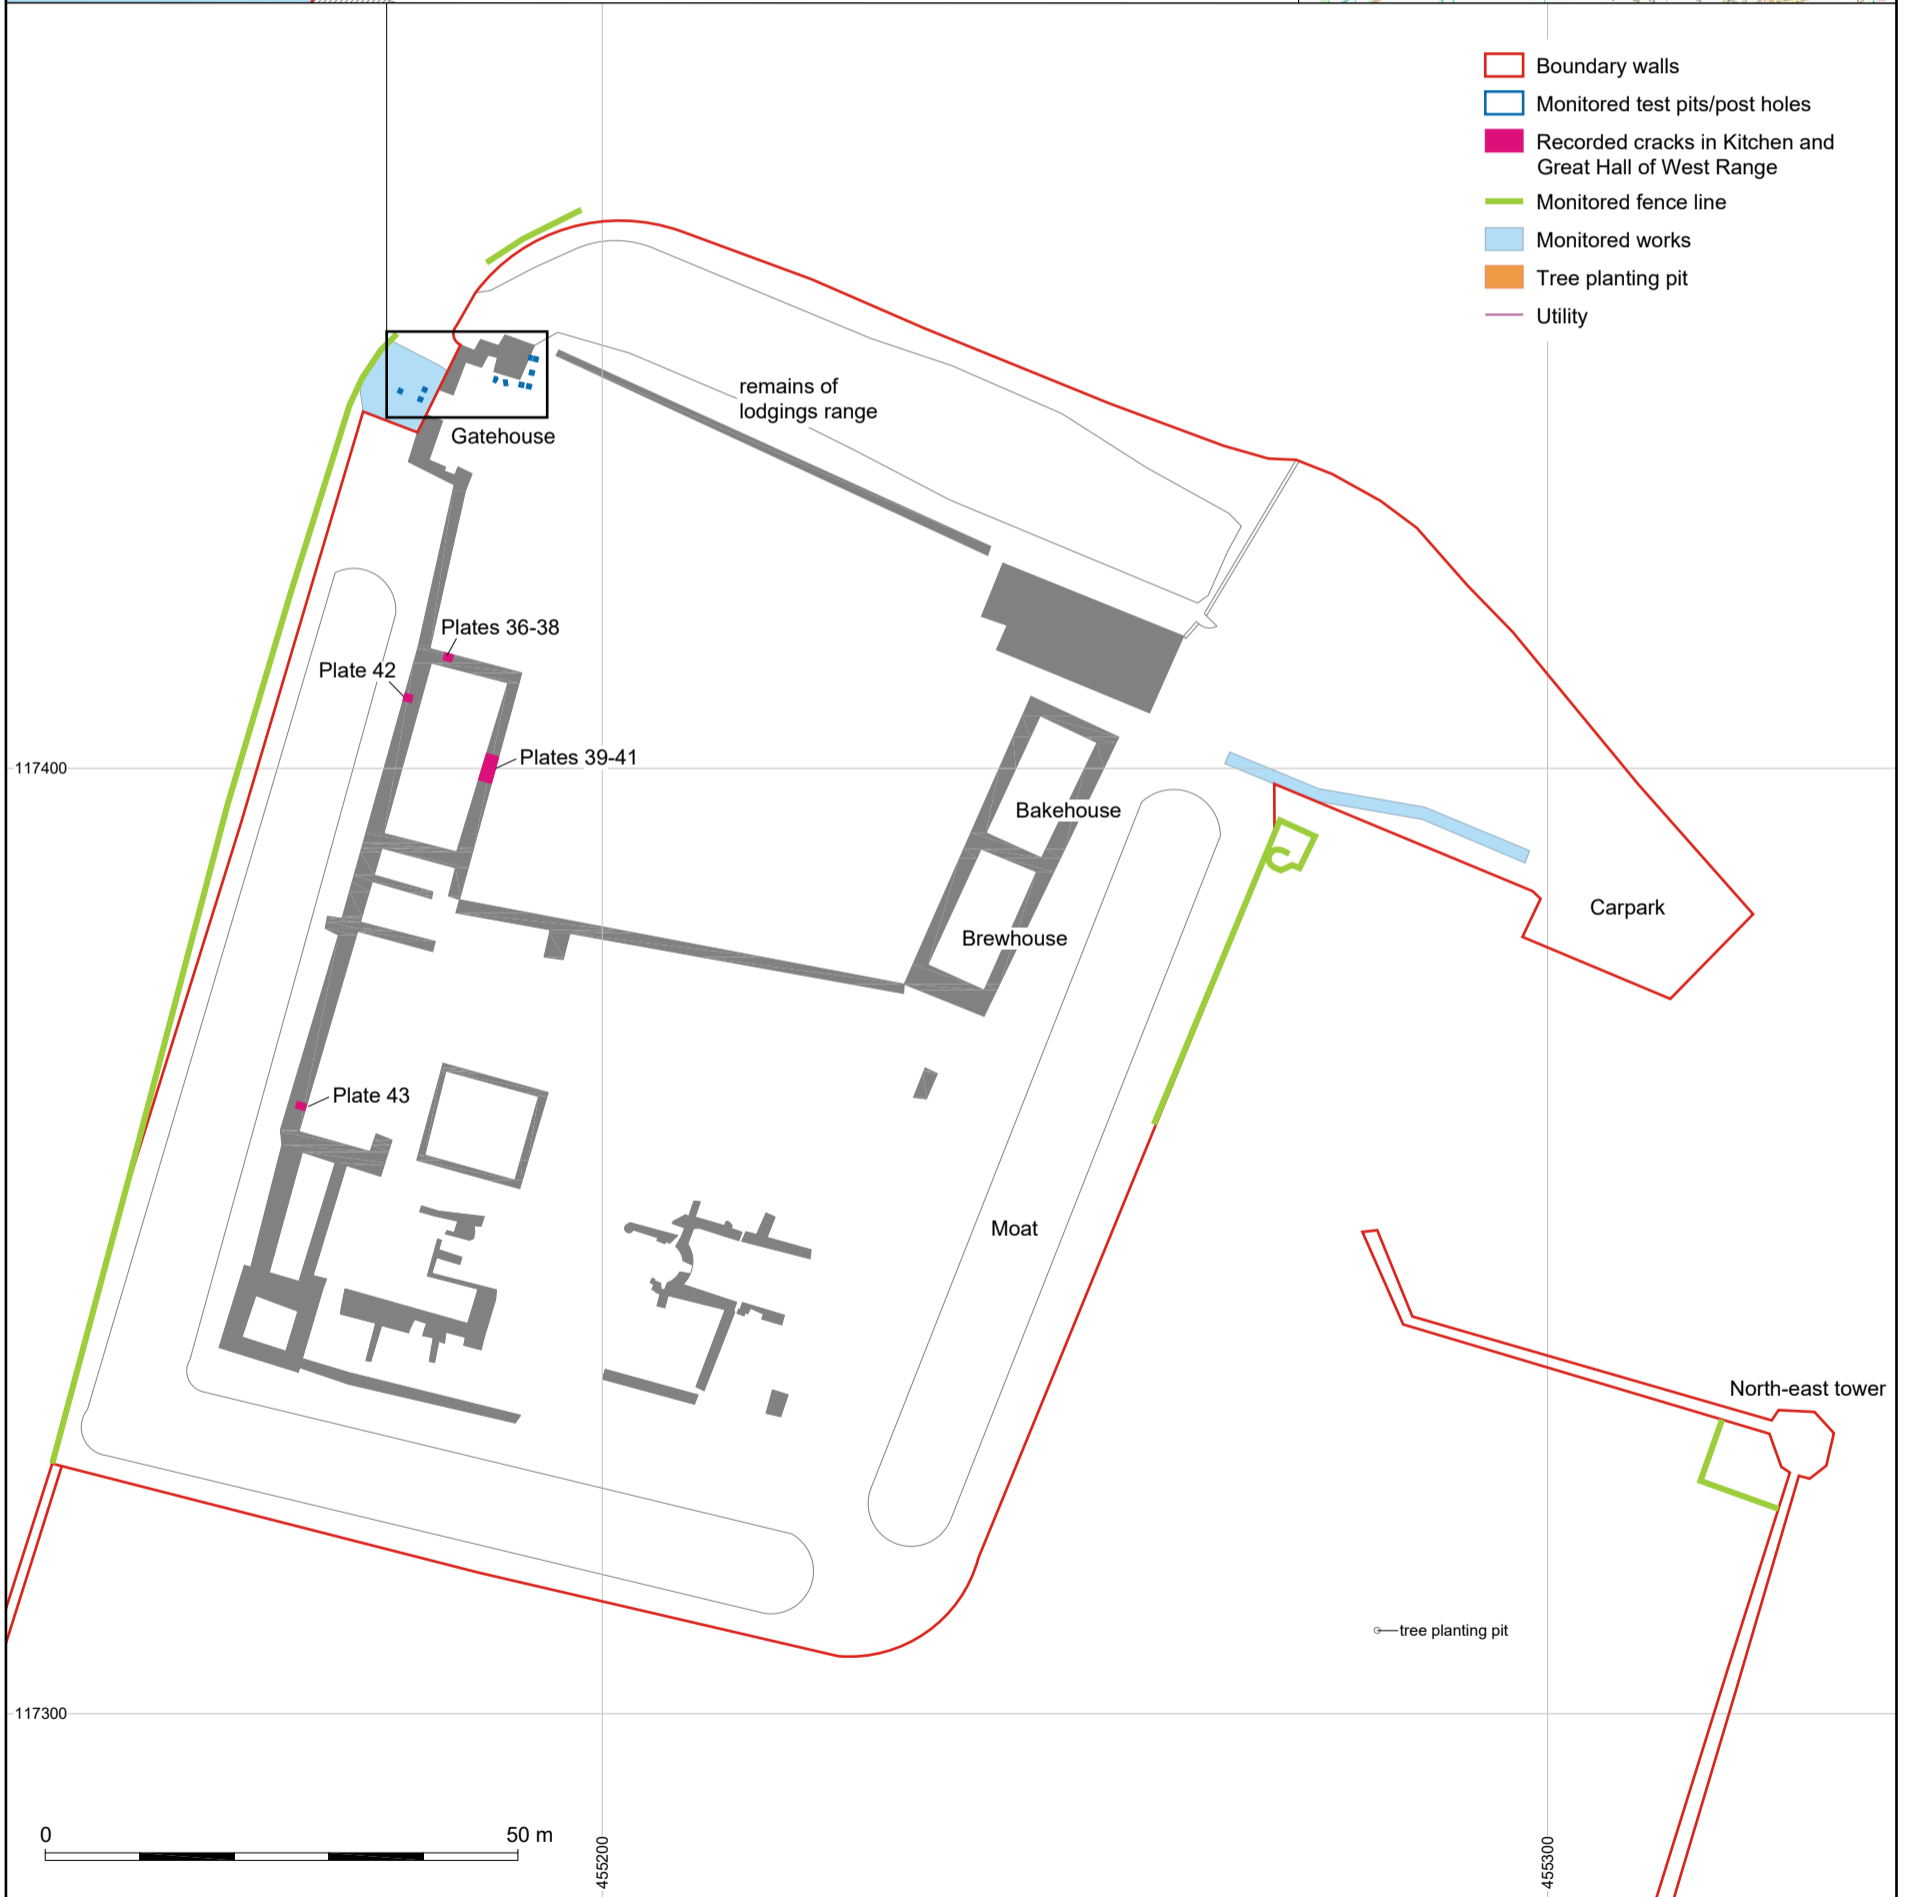 Boundary walls
Monitored test pits/post holes
Recorded cracks in Kitchen and
Great Hall of West Range
Monitored fence line
Monitored works
Tree planting pit
Utility
remains of
lodgings range
Gatehouse
Plates 36-38
Plate 42
Plates 39-41
117400
Bakehouse
Carpark
Brewhouse
Plate 43
Moat
North-east tower
tree planting pit
117300
0 50 m
455200
455300